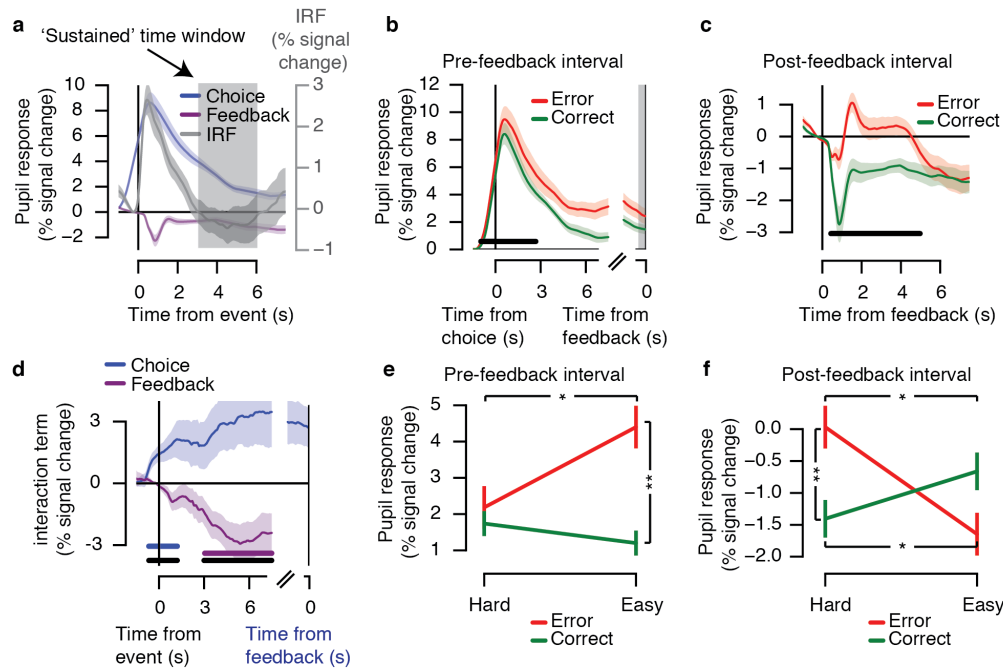 a
'Sustained' time window
IRF
(% signal
change)
Pupil response
(% signal change)
10
8
6
4
2
0
−2
3
2
1
0
−1
Choice
Feedback
IRF
0 2 4 6
Time from event (s)
b
Pre-feedback interval
Pupil response
(% signal change)
12
10
8
6
4
2
0
Error
Correct
0 3 6 0
Time from
choice (s)
Time from
feedback (s)
c
Post-feedback interval
Pupil response
(% signal change)
1
0
−1
−2
−3
Error
Correct
0 2 4 6
Time from feedback (s)
d
Choice
Feedback
interaction term
(% signal change)
3
0
-3
0 3 6 0
Time from
event (s)
Time from
feedback (s)
e
Pre-feedback interval
Pupil response
(% signal change)
5
4
3
2
1
*
**
Hard Easy
Error
Correct
f
Post-feedback interval
Pupil response
(% signal change)
0.0
−0.5
−1.0
−1.5
−2.0
*
**
*
Hard Easy
Error
Correct